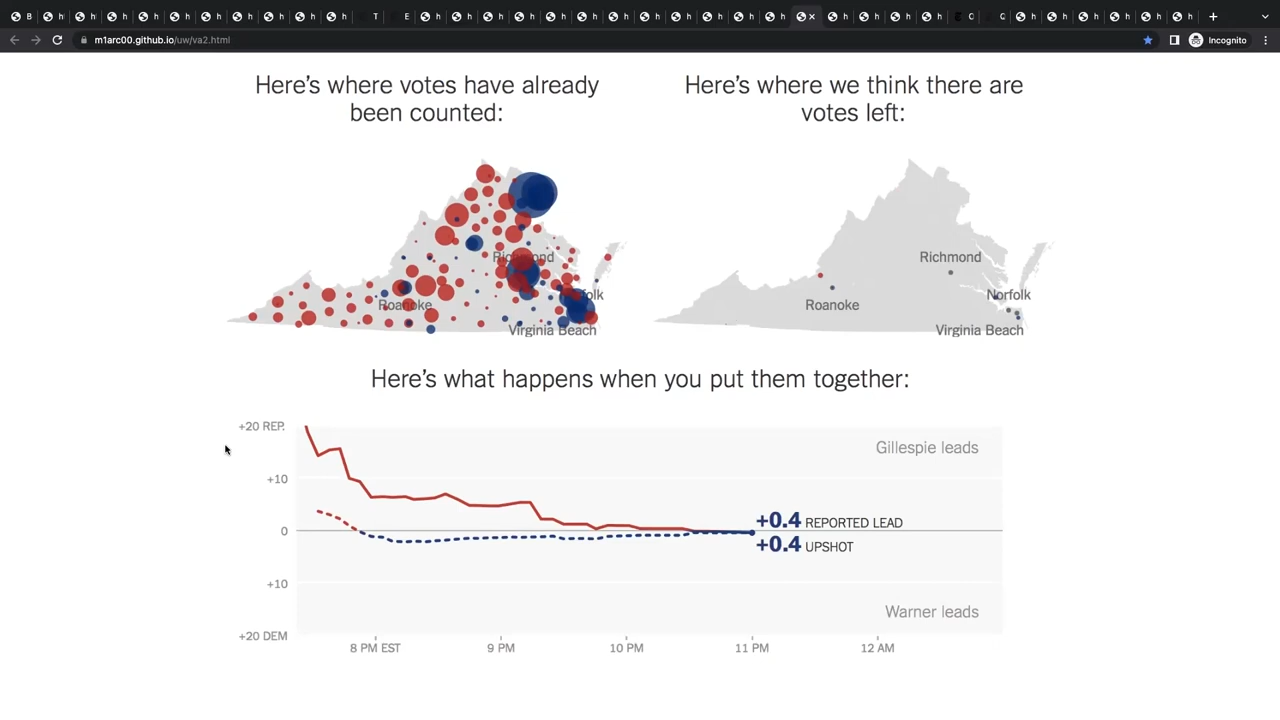 B h h h h h h h h h h T E h h h h h h h h h h h h h h h h C Q h h h h h h
m1arc00.github.io/uw/va2.html
Incognito
Here's where votes have already
been counted:
Here's where we think there are
votes left:
Richmond
Norfolk
Roanoke
Virginia Beach
Richmond
Norfolk
Roanoke
Virginia Beach
Here's what happens when you put them together:
+20 REP.
Gillespie leads
+10
+0.4 REPORTED LEAD
0
+0.4 UPSHOT
+10
Warner leads
+20 DEM
8 PM EST 9 PM 10 PM 11 PM 12 AM